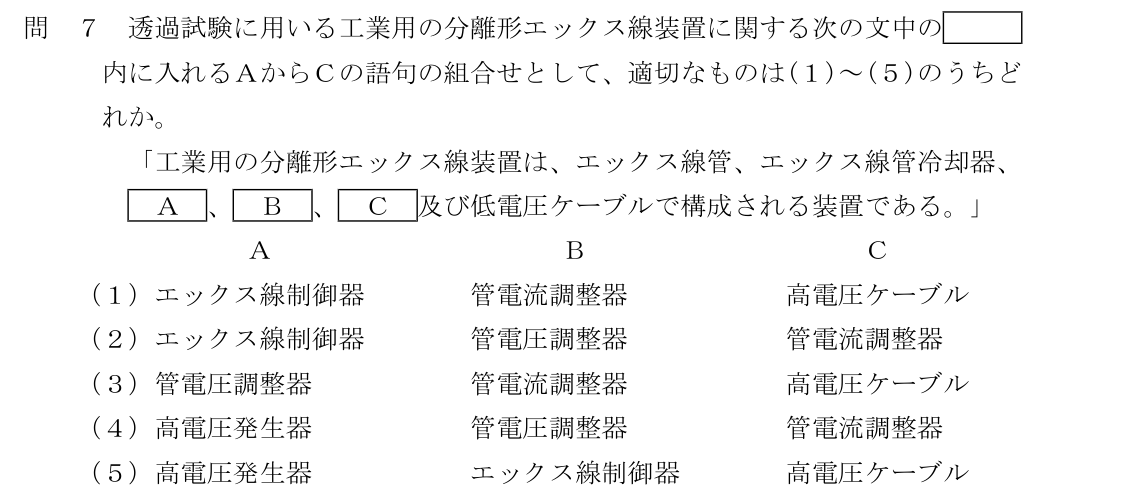 問　7　透過試験に用いる工業用の分離形エックス線装置に関する次の文中の
内に入れるAからCの語句の組合せとして、適切なものは(1)～(5)のうちど
れか。
「工業用の分離形エックス線装置は、エックス線管、エックス線管冷却器、
A、B、C及び低電圧ケーブルで構成される装置である。」
A　B　C
(1) エックス線制御器　管電流調整器　高電圧ケーブル
(2) エックス線制御器　管電圧調整器　管電流調整器
(3) 管電圧調整器　管電流調整器　高電圧ケーブル
(4) 高電圧発生器　管電圧調整器　管電流調整器
(5) 高電圧発生器　エックス線制御器　高電圧ケーブル